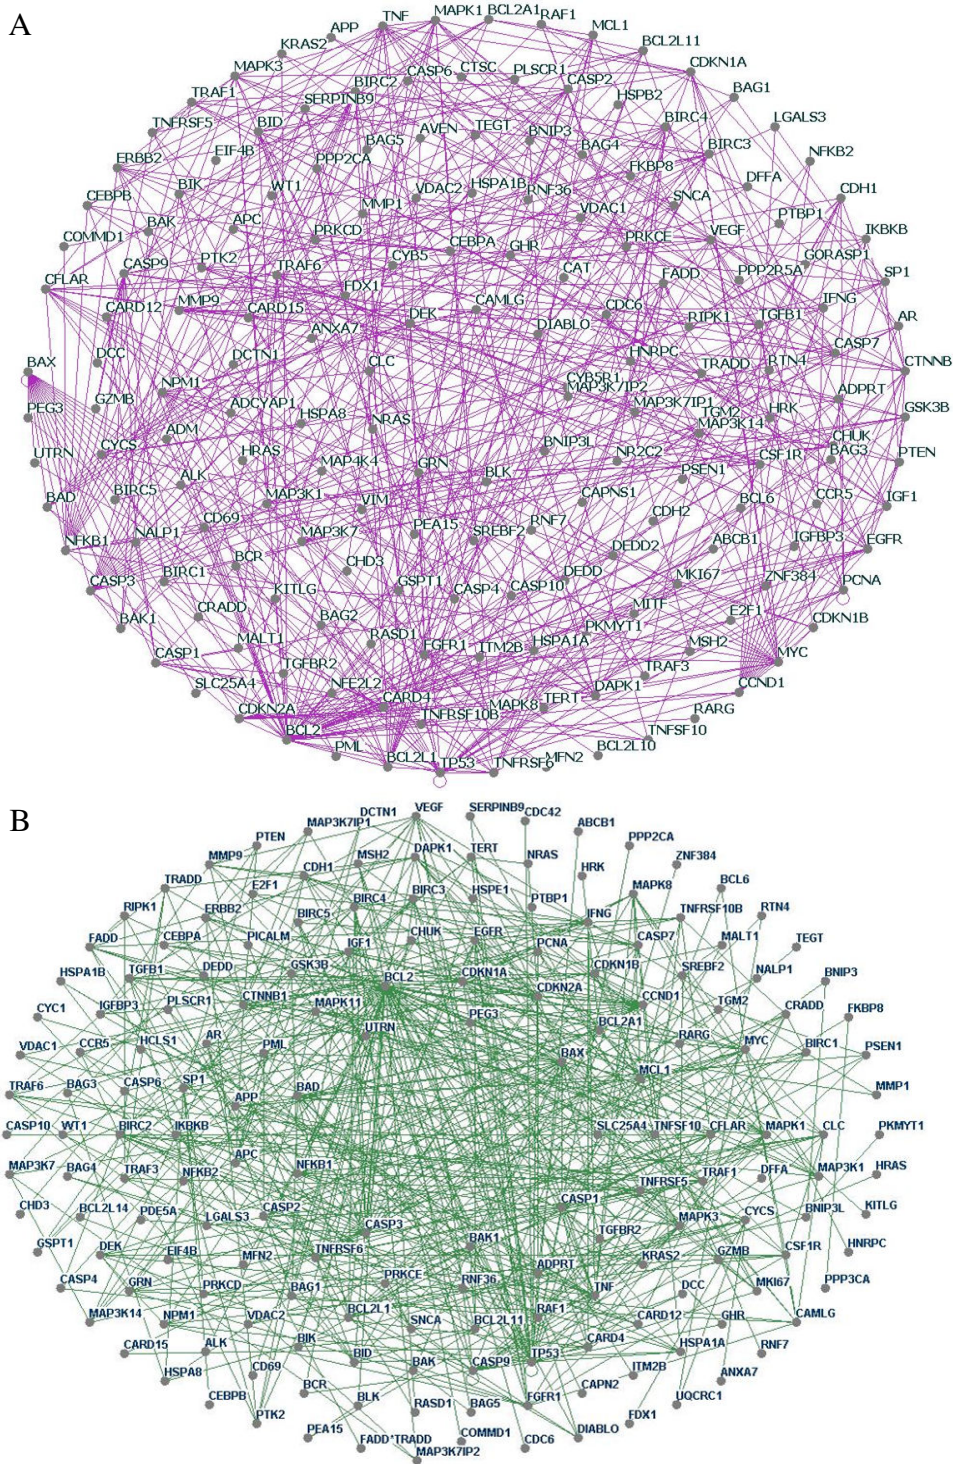 A
TNF
MAPK1
BCL2A1
RAF1
APP
MCL1
KRAS2
BCL2L11
MAPK3
CASP6
CTSC
PLSCR1
CDKN1A
BIRC2
CASP2
TRAF1
SERPINB9
HSPB2
BAG1
TNFRSF5
BID
BAG5
AVEN
TEGT
BNIP3
BIRC4
LGALS3
ERBB2
EIF4B
PPP2CA
BAG4
BIRC3
NFKB2
FKBP8
DFFA
CEBPB
BIK
WT1
MMP1
VDAC2
HSPA1B
RNF36
SNCA
CDH1
COMMD1
BAK
APC
PRKCD
VDAC1
PTBP1
IKBKB
CEBPA
GHR
PRKCE
VEGF
GORASP1
CFLAR
CASP9
PTK2
TRAF6
CYB5
CAT
FADD
PPP2R5A
SP1
FDX1
CARD12
MMP9
CARD15
DEK
CAMLG
CDC6
IFNG
ANXA7
DIABLO
RIPK1
TGFB1
AR
CASP7
BAX
DCC
DCTN1
CLC
HNRPC
TRADD
RTN4
CTNNB
NPM1
CYB5R1
MAP3K7IP2
ADPRT
PEG3
GZMB
ADCYAP1
HSPA8
NRAS
MAP3K7IP1
TGM2
HRK
GSK3B
MAP3K14
UTRN
CYCS
ADM
HRAS
BNIP3L
CHUK
NR2C2
CSF1R
BAG3
PTEN
MAP4K4
GRN
BLK
PSEN1
BAD
BIRC5
ALK
MAP3K1
VIM
CAPNS1
BCL6
CCR5
IGF1
NFKB1
NALP1
CD69
MAP3K7
PEA15
SREBF2
RNF7
CDH2
ABCB1
IGFBP3
EGFR
DEDD2
CASP3
BIRC1
BCR
CHD3
GSPT1
CASP4
CASP10
DEDD
MKI67
ZNF384
PCNA
KITLG
BAK1
CRADD
BAG2
MITF
E2F1
CDKN1B
RASD1
FGFR1
ITM2B
HSPA1A
PKMYT1
CASP1
MALT1
MSH2
MYC
TGFBR2
TRAF3
SLC25A4
NFE2L2
CARD4
MAPK8
TERT
DAPK1
CCND1
CDKN2A
TNFRSF10B
RARG
BCL2
TNFSF10
PML
BCL2L1
TP53
TNFRSF6
MFN2
BCL2L10
B
DCTN1
VEGF
SERPINB9
CDC42
MAP3K7IP1
ABCB1
PTEN
PPP2CA
MMP9
CDH1
MSH2
DAPK1
TERT
NRAS
HRK
ZNF384
TRADD
E2F1
BIRC4
BIRC3
HSPE1
PTBP1
MAPK8
BCL6
RIPK1
ERBB2
BIRC5
IFNG
TNFRSF10B
RTN4
FADD
CEBPA
PICALM
IGF1
CHUK
EGFR
PCNA
CASP7
MALT1
TEGT
HSPA1B
TGFB1
DEDD
GSK3B
BCL2
CDKN1A
CDKN1B
SREBF2
NALP1
BNIP3
CYC1
IGFBP3
PLSCR1
CTNNB1
MAPK11
CDKN2A
CCND1
TGM2
CRADD
FKBP8
UTRN
PEG3
BCL2A1
VDAC1
CCR5
HCLS1
AR
PML
BAX
RARG
MYC
BIRC1
PSEN1
MCL1
TRAF6
BAG3
CASP6
SP1
APP
BAD
MMP1
CASP10
WT1
BIRC2
IKBKB
SLC25A4
TNFSF10
CFLAR
MAPK1
CLC
PKMYT1
APC
MAP3K7
BAG4
TRAF3
NFKB2
NFKB1
TRAF1
DFFA
MAP3K1
HRAS
TNFRSF5
CHD3
BCL2L14
PDE5A
LGALS3
CASP2
CASP3
CASP1
TGFBR2
MAPK3
CYCS
BNIP3L
KITLG
GSPT1
DEK
EIF4B
MFN2
TNFRSF6
BAK1
KRAS2
GZMB
CSF1R
HNRPC
CASP4
GRN
PRKCD
BAG1
PRKCE
RNF36
ADPRT
TNF
DCC
MKI67
PPP3CA
MAP3K14
NPM1
VDAC2
BCL2L1
SNCA
BCL2L11
RAF1
CARD12
GHR
CAMLG
CARD15
ALK
BIK
CARD4
HSPA1A
RNF7
HSPA8
CD69
BID
BAK
CASP9
TP53
ITM2B
ANXA7
CEBPB
BCR
BLK
FGFR1
CAPN2
UQCRC1
PTK2
RASD1
BAG5
FDX1
PEA15
FADD*TRADD
COMMD1
CDC6
DIABLO
MAP3K7IP2